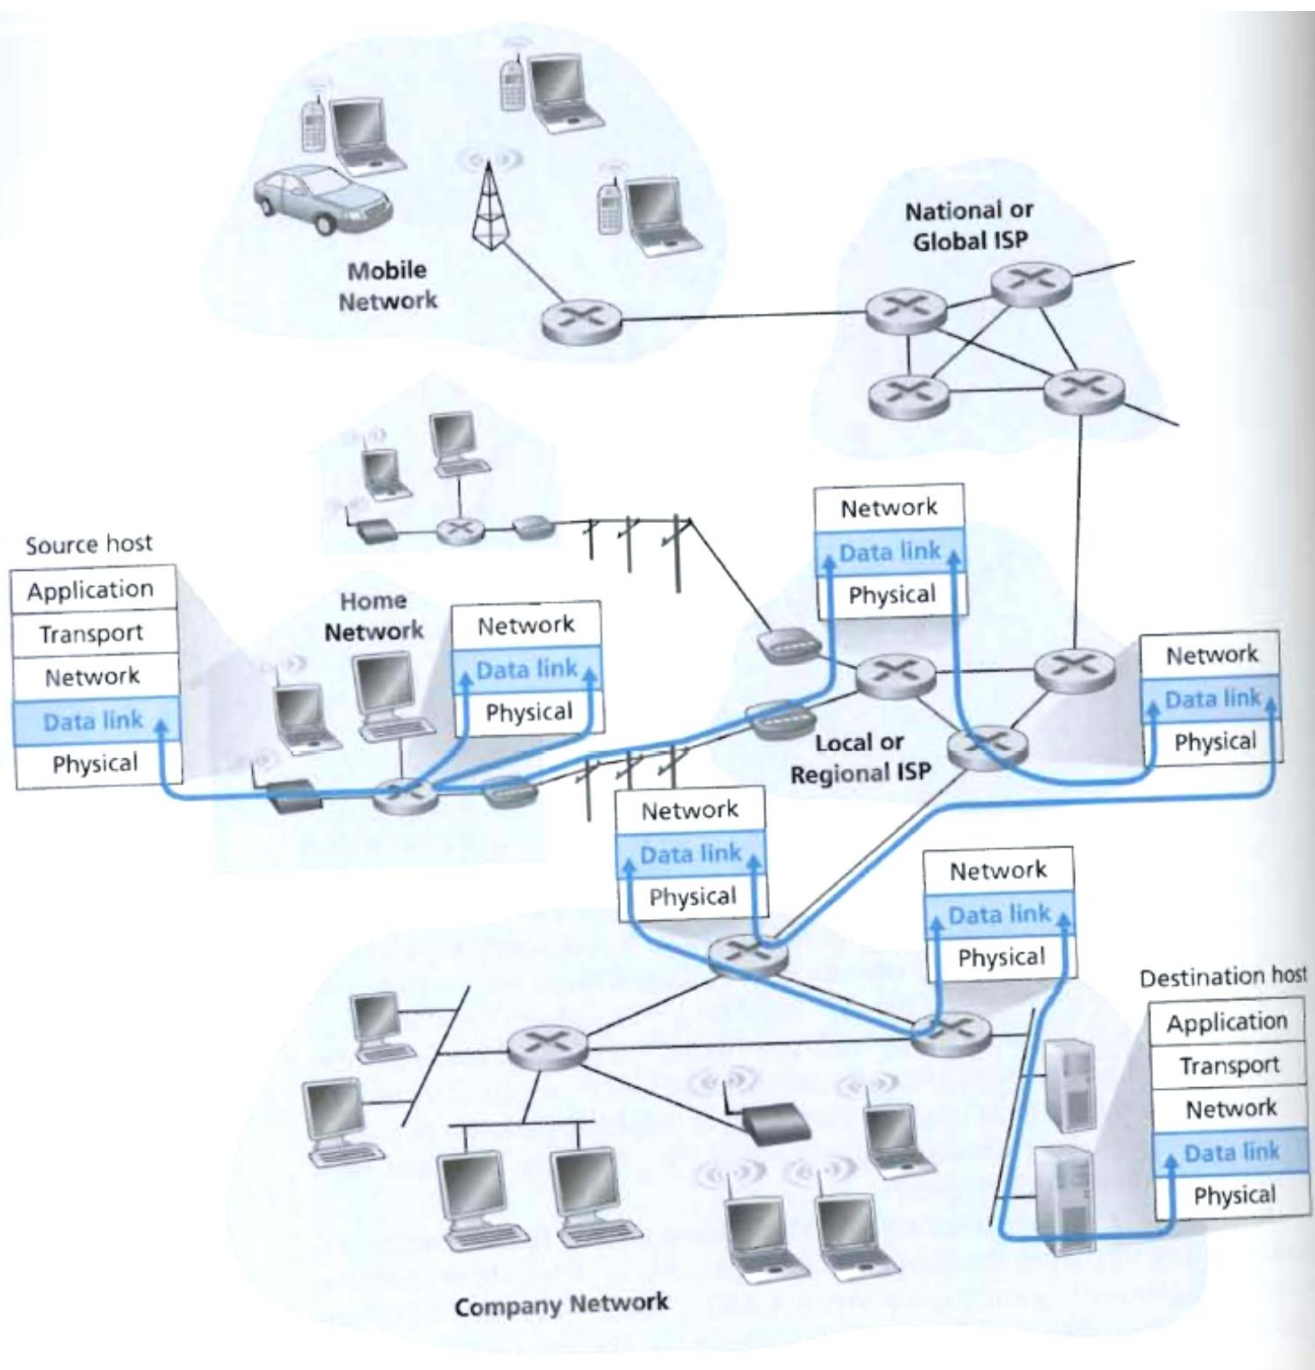 National or
Global ISP
Mobile
Network
Network
Data link
Physical
Source host
Application
Transport
Network
Data link
Physical
Home
Network
Network
Data link
Physical
Network
Data link
Physical
Local or
Regional ISP
Network
Data link
Physical
Network
Data link
Physical
Destination host
Application
Transport
Network
Data link
Physical
Company Network